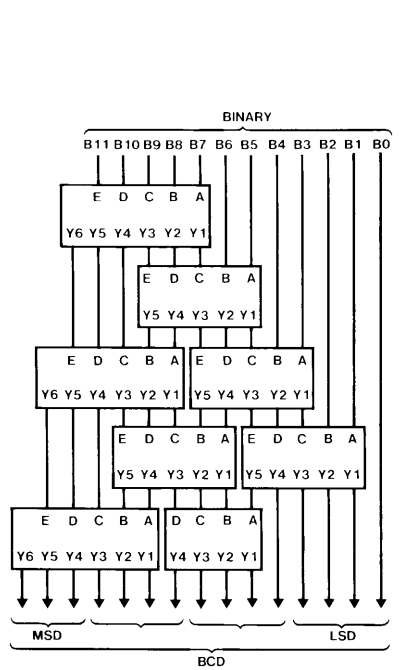 BINARY
B11 B10 B9 B8 B7 B6 B5 B4 B3 B2 B1 B0
E D C B A
Y6 Y5 Y4 Y3 Y2 Y1
E D C B A
Y5 Y4 Y3 Y2 Y1
E D C B A E D C B A
Y6 Y5 Y4 Y3 Y2 Y1 Y5 Y4 Y3 Y2 Y1
E D C B A E D C B A
Y5 Y4 Y3 Y2 Y1 Y5 Y4 Y3 Y2 Y1
E D C B A D C B A
Y6 Y5 Y4 Y3 Y2 Y1 Y4 Y3 Y2 Y1
MSD LSD
BCD